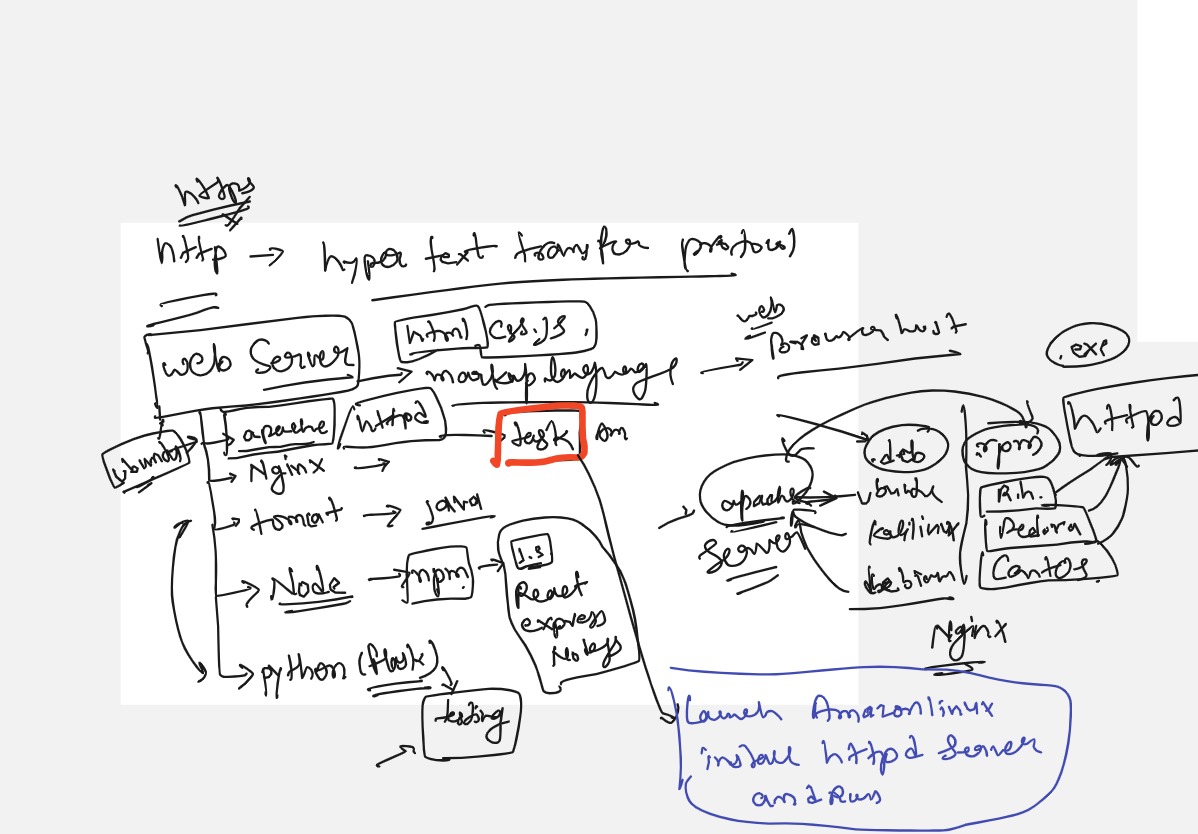 https
http → hyper text transfer protocol
web Server
html css.js.
→ markup language → web Browser host
ubuntu
→ apache / httpd → task Am
→ Nginx →
→ tomcat → java
→ Node → npm → J.S
React
express
Nodejs
→ python (flask)
testing
.exe
.deb .rpm httpd
apache Server
ubuntu
kalilinux
debian
R.h.
Fedora
CentOS
Nginx
Launch Amazonlinux
install httpd Server
and Run